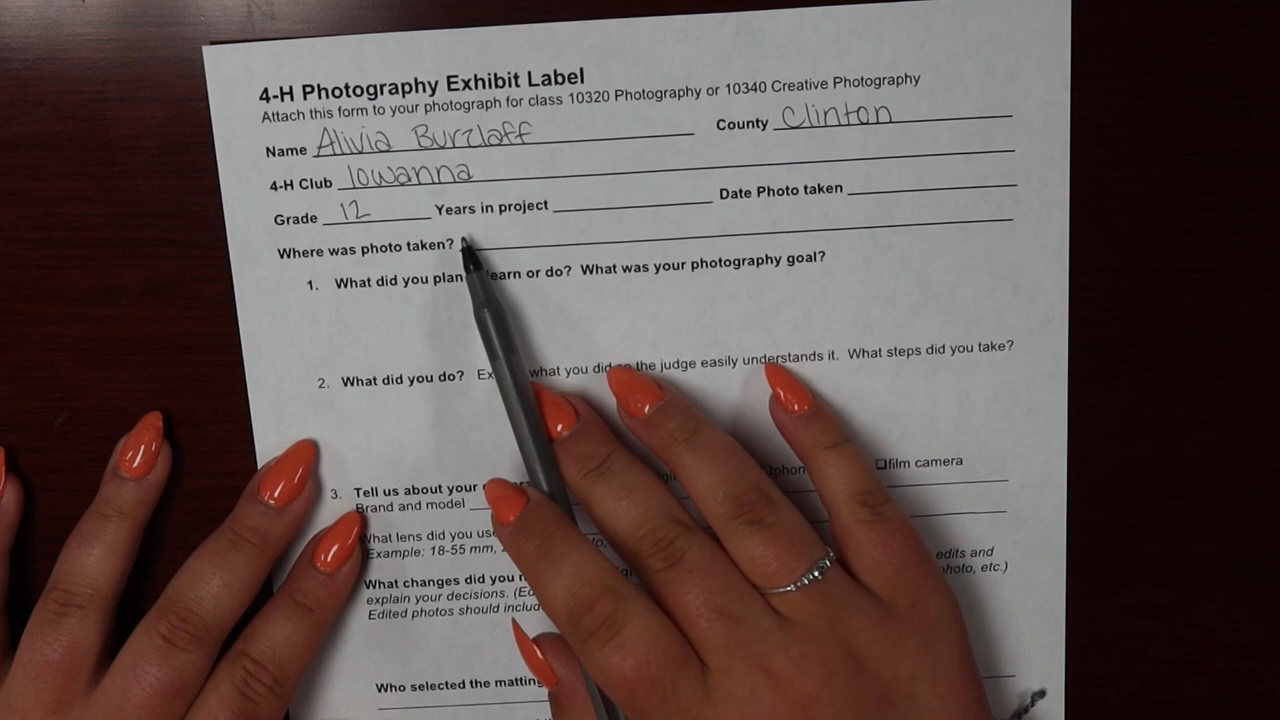 4-H Photography Exhibit Label
Attach this form to your photograph for class 10320 Photography or 10340 Creative Photography
Name Alivia Burzlaff County Clinton
4-H Club Iowanna
Grade 12 Years in project Date Photo taken
Where was photo taken?
1. What did you plan learn or do? What was your photography goal?
2. What did you do? what you did the judge easily understands it. What steps did you take?
3. Tell us about your film camera
Brand and model
What lens did you use
Example: 18-55 mm,
What changes did you edits and
explain your decisions. photo, etc.)
Edited photos should
Who selected the matting